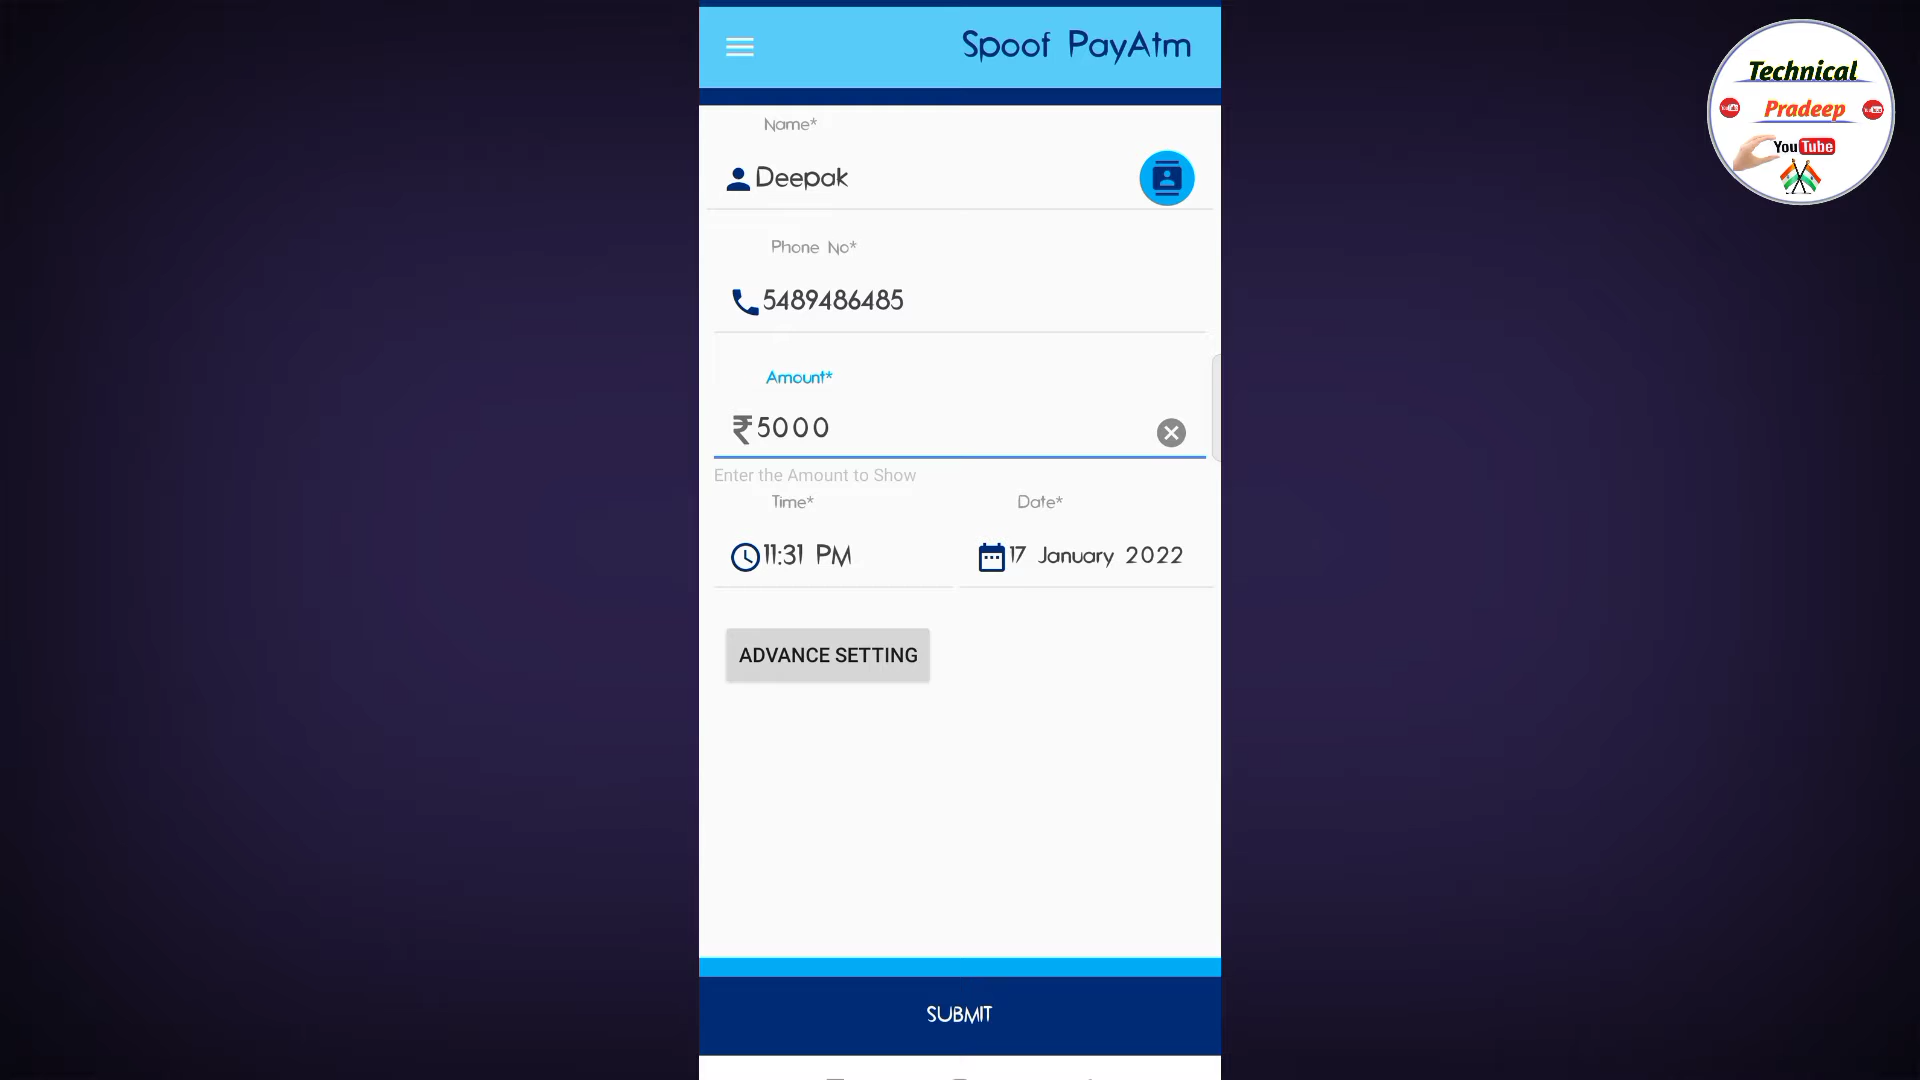 Spoof PayAtm
Technical
Pradeep
YouTube
Name*
Deepak
Phone No*
5489486485
Amount*
₹5000
Enter the Amount to Show
Time* Date*
11:31 PM 17 January 2022
ADVANCE SETTING
SUBMIT